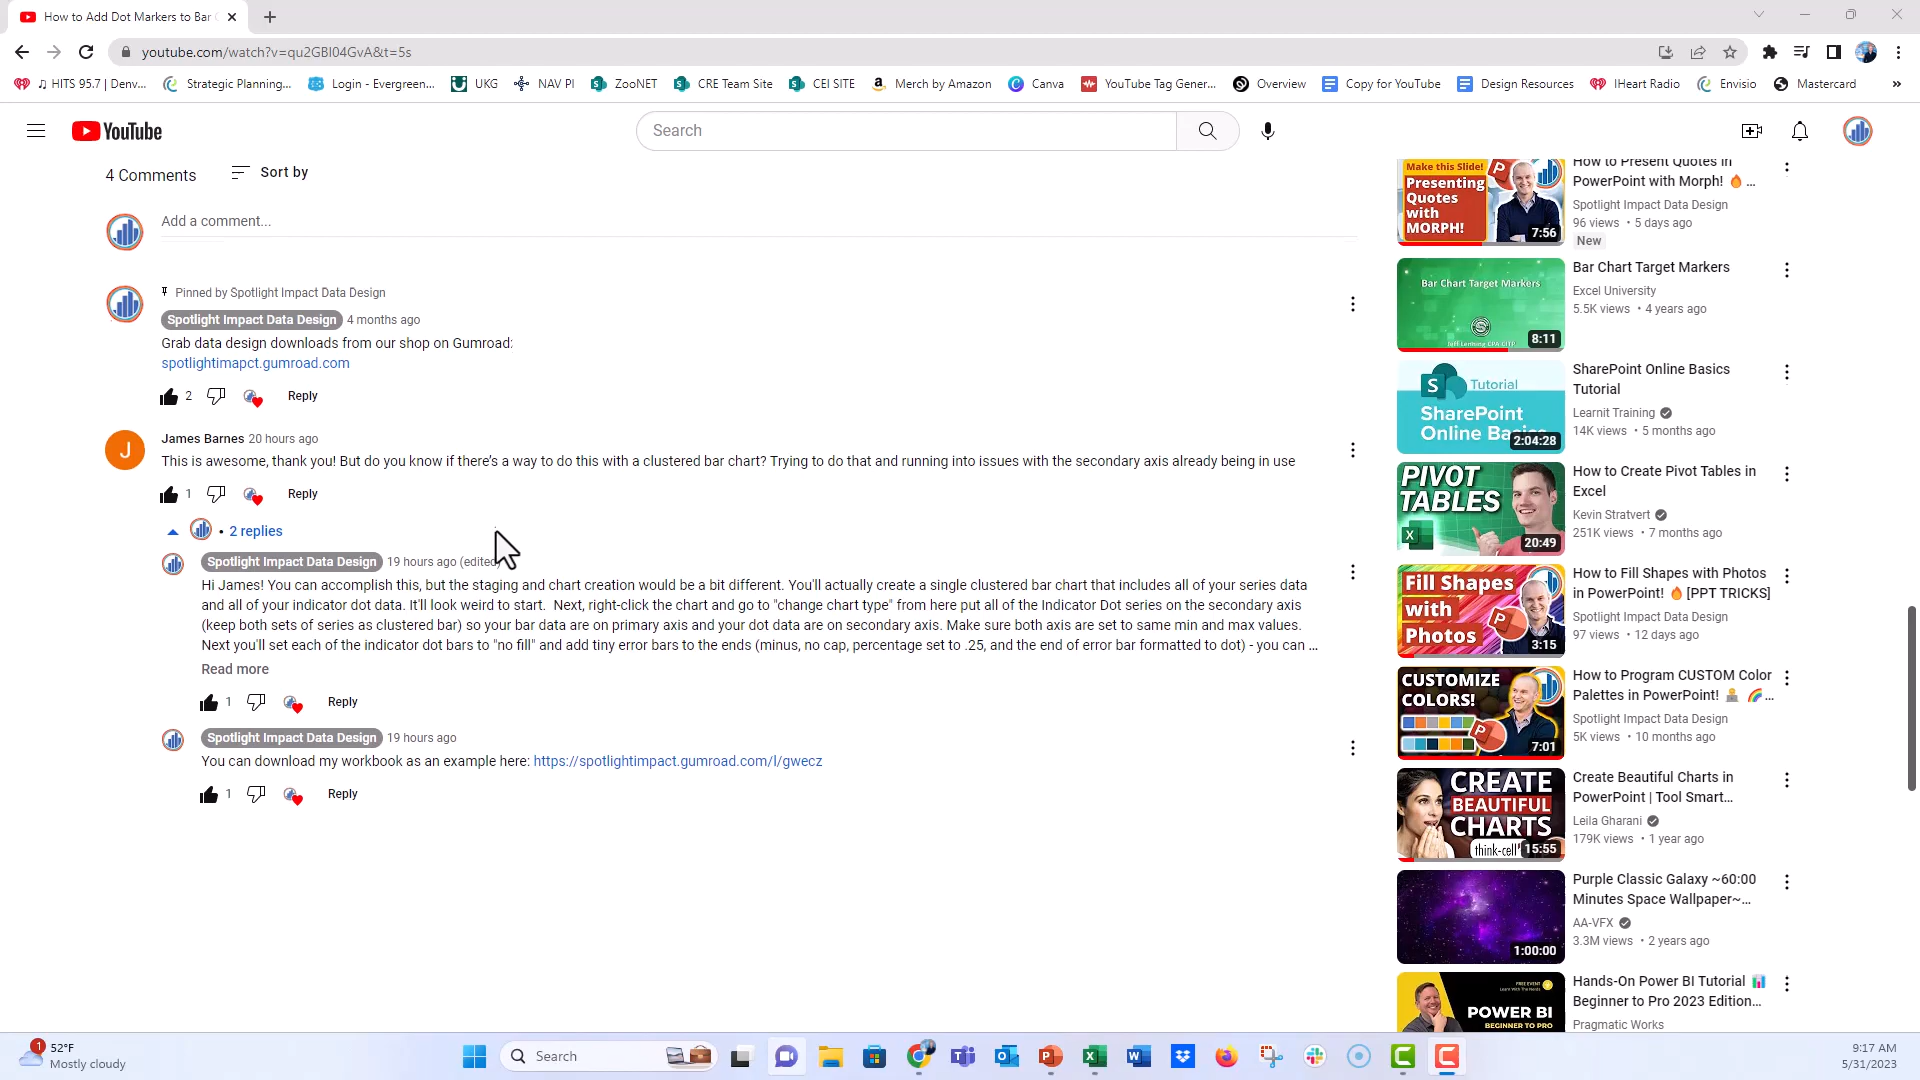 How to Add Dot Markers to Bar
youtube.com/watch?v=qu2GBI04GvA&t=5s
♫ HITS 95.7 | Denv...
Strategic Planning...
Login - Evergreen...
UKG
NAV PI
ZooNET
CRE Team Site
CEI SITE
Merch by Amazon
Canva
YouTube Tag Gener...
Overview
Copy for YouTube
Design Resources
IHeart Radio
Envisio
Mastercard
»
YouTube
Search
4 Comments
Sort by
Add a comment...
Pinned by Spotlight Impact Data Design
Spotlight Impact Data Design 4 months ago
Grab data design downloads from our shop on Gumroad:
spotlightimapct.gumroad.com
2
Reply
J
James Barnes 20 hours ago
This is awesome, thank you! But do you know if there's a way to do this with a clustered bar chart? Trying to do that and running into issues with the secondary axis already being in use
1
Reply
• 2 replies
Spotlight Impact Data Design 19 hours ago (edited)
Hi James! You can accomplish this, but the staging and chart creation would be a bit different. You'll actually create a single clustered bar chart that includes all of your series data
and all of your indicator dot data. It'll look weird to start. Next, right-click the chart and go to "change chart type" from here put all of the Indicator Dot series on the secondary axis
(keep both sets of series as clustered bar) so your bar data are on primary axis and your dot data are on secondary axis. Make sure both axis are set to same min and max values.
Next you'll set each of the indicator dot bars to "no fill" and add tiny error bars to the ends (minus, no cap, percentage set to .25, and the end of error bar formatted to dot) - you can ...
Read more
1
Reply
Spotlight Impact Data Design 19 hours ago
You can download my workbook as an example here: https://spotlightimpact.gumroad.com/l/gwecz
1
Reply
Make this Slide!
Presenting
Quotes
with
MORPH!
7:56
How to Present Quotes in
PowerPoint with Morph! 🔥 ...
Spotlight Impact Data Design
96 views • 5 days ago
New
Bar Chart Target Markers
Jeff Lenning CPA CITP
8:11
Bar Chart Target Markers
Excel University
5.5K views • 4 years ago
S Tutorial
SharePoint
Online Basics
2:04:28
SharePoint Online Basics
Tutorial
Learnit Training
14K views • 5 months ago
PIVOT
TABLES
20:49
How to Create Pivot Tables in
Excel
Kevin Stratvert
251K views • 7 months ago
Fill Shapes
with
Photos
3:15
How to Fill Shapes with Photos
in PowerPoint! 🔥 [PPT TRICKS]
Spotlight Impact Data Design
97 views • 12 days ago
CUSTOMIZE
COLORS!
7:01
How to Program CUSTOM Color
Palettes in PowerPoint! 👨‍💻 🌈...
Spotlight Impact Data Design
5K views • 10 months ago
CREATE
BEAUTIFUL
CHARTS
think-cell
15:55
Create Beautiful Charts in
PowerPoint | Tool Smart...
Leila Gharani
179K views • 1 year ago
1:00:00
Purple Classic Galaxy ~60:00
Minutes Space Wallpaper~...
AA-VFX
3.3M views • 2 years ago
FREE EVENT
Learn With The Nerds
POWER BI
BEGINNER TO PRO
Hands-On Power BI Tutorial 📊
Beginner to Pro 2023 Edition...
Pragmatic Works
1
52°F
Mostly cloudy
Search
9:17 AM
5/31/2023